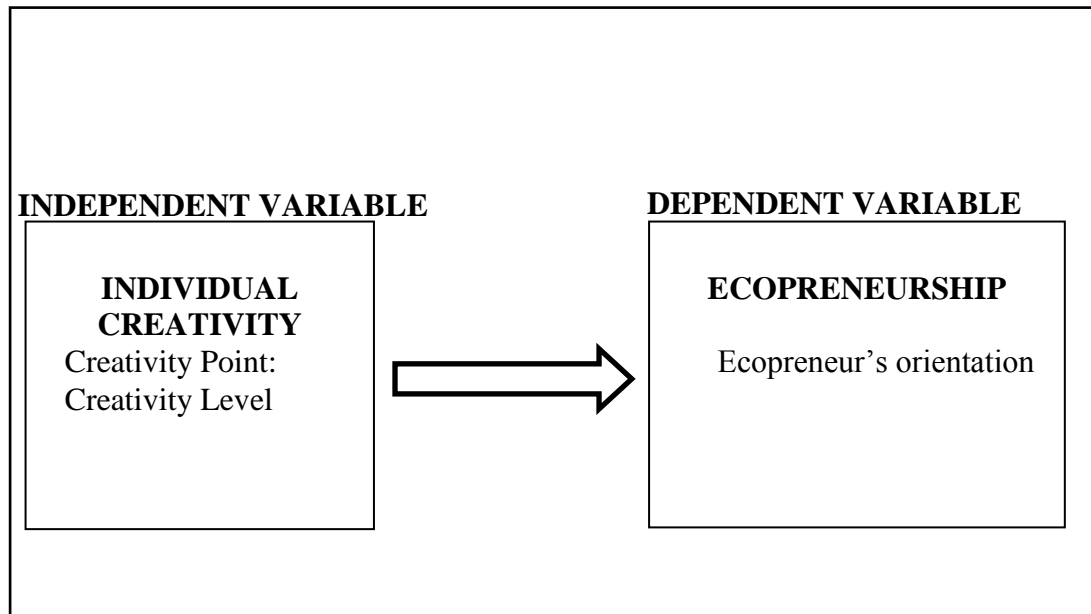 INDEPENDENT VARIABLE
INDIVIDUAL
CREATIVITY
Creativity Point:
Creativity Level
DEPENDENT VARIABLE
ECOPRENEURSHIP
Ecopreneur’s orientation